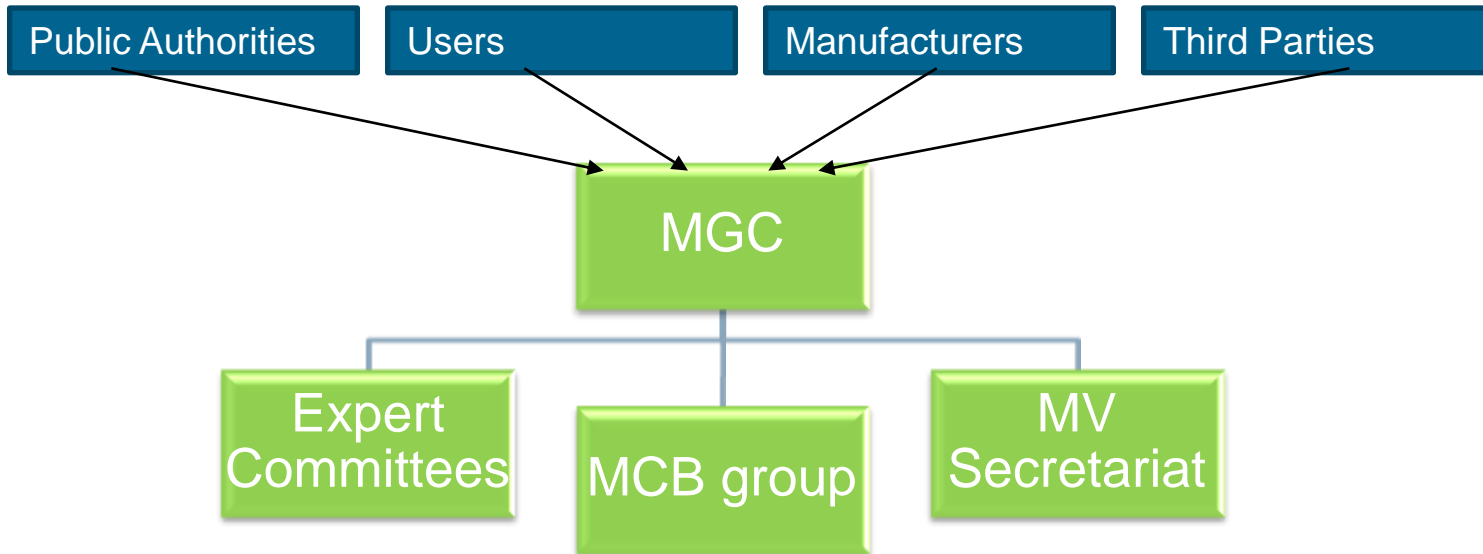 Public Authorities
Users
Manufacturers
Third Parties
MGC
Expert
Committees
MCB group
MV
Secretariat